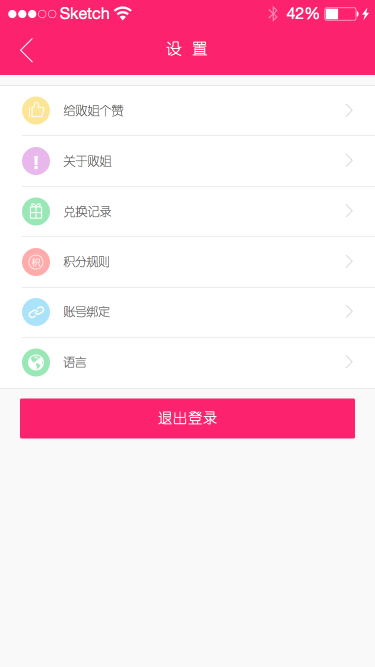 Sketch 42%
设 置
给败姐个赞
关于败姐
兑换记录
积 积分规则
账号绑定
语言
退出登录